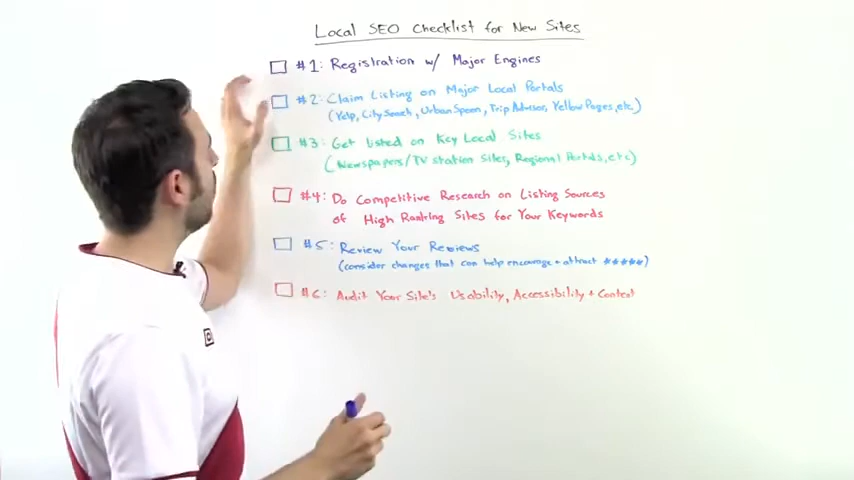 Local SEO Checklist for New Sites
#1: Registration w/ Major Engines
#2: Claim Listing on Major Local Portals
(Yelp, CitySearch, UrbanSpoon, Trip Advisor, YellowPages, etc.)
#3: Get listed on Key Local Sites
(Newspapers/TV station Sites, Regional Portals, etc)
#4: Do Competitive Research on Listing Sources
of High Ranking Sites for Your Keywords
#5: Review Your Reviews
(consider changes that can help encourage + attract *****)
#6: Audit Your Site's Usability, Accessibility + Content